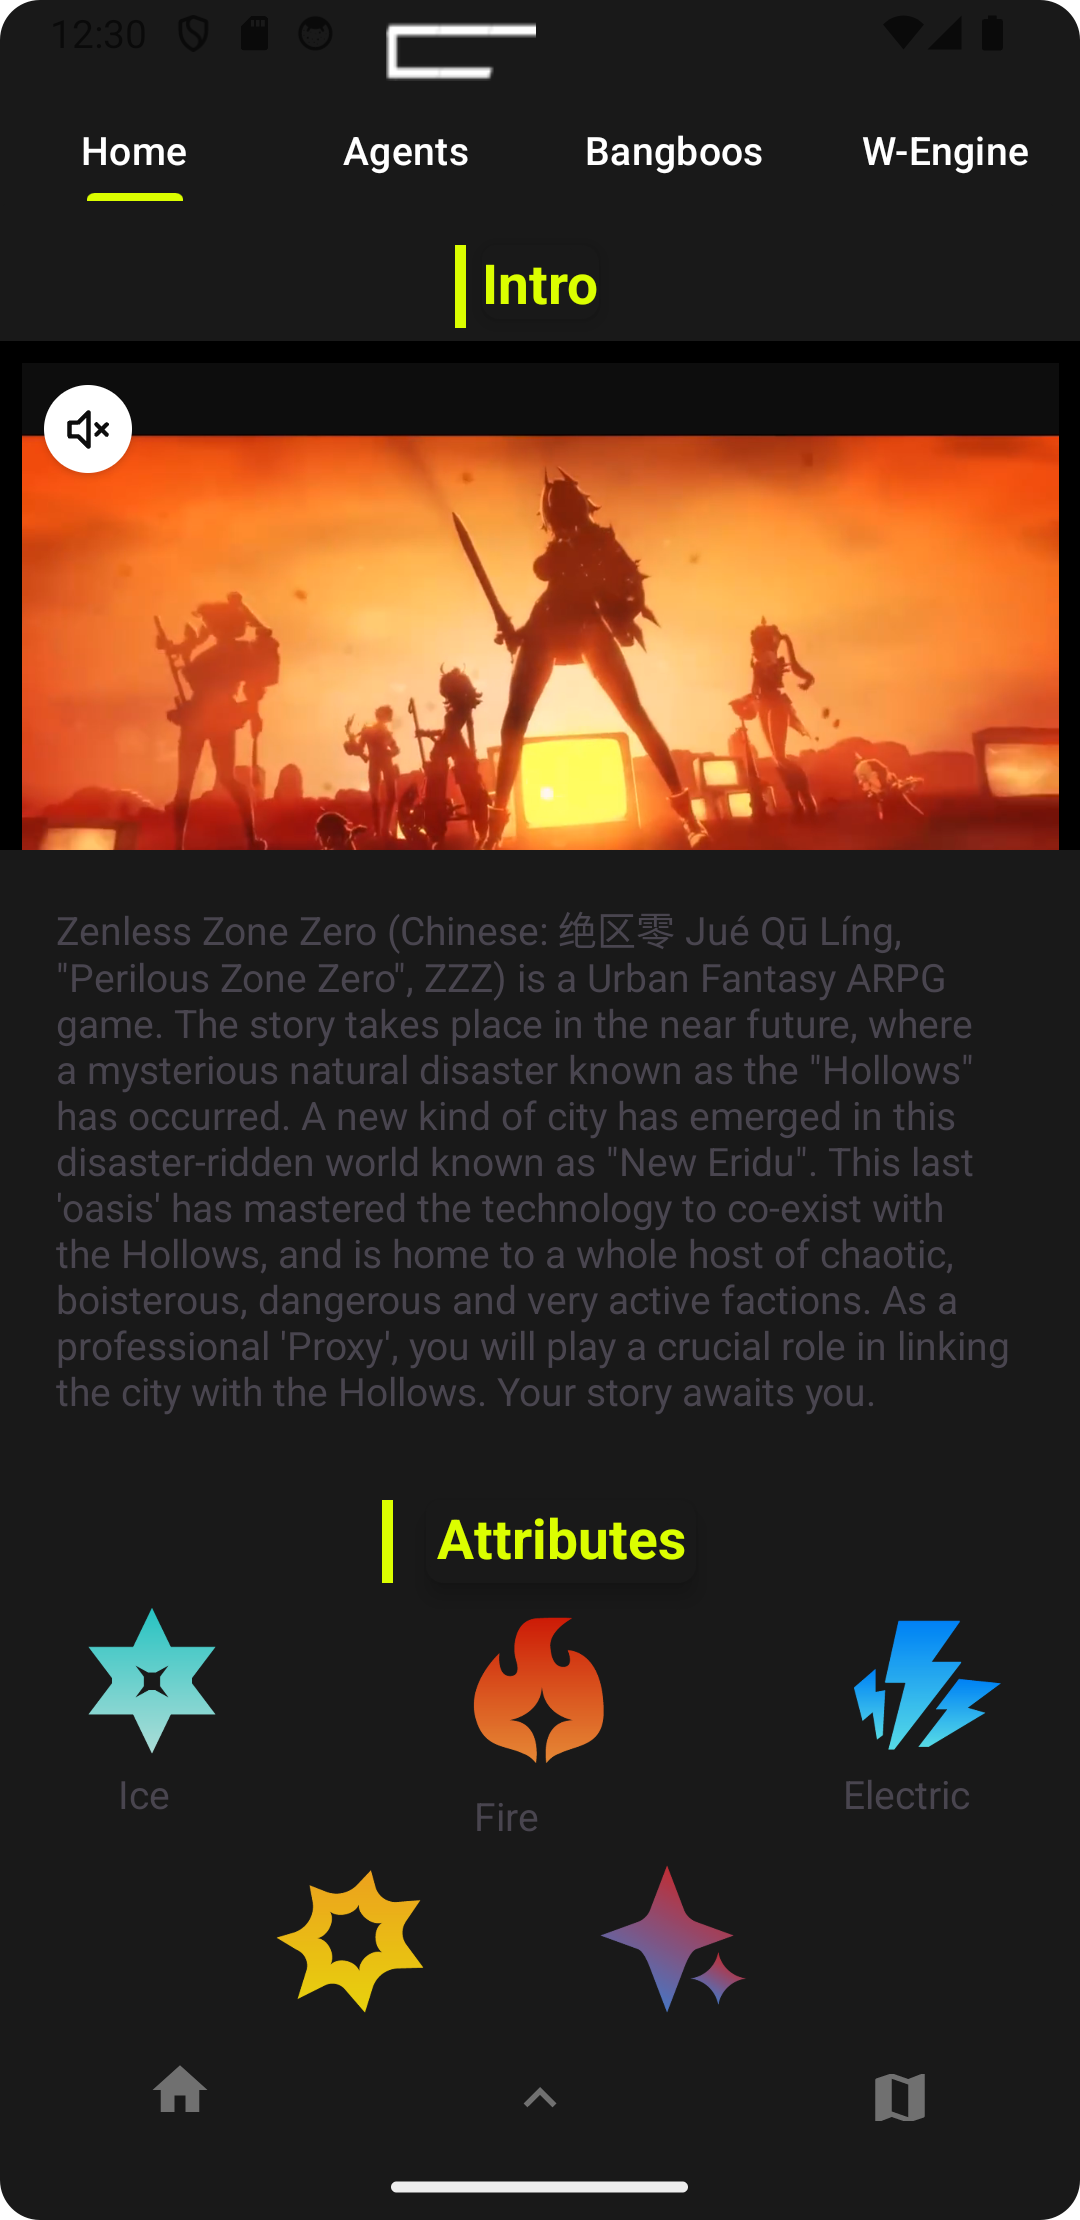 12:30
Home Agents Bangboos W-Engine
Intro
Zenless Zone Zero (Chinese: 绝区零 Jué Qū Líng,
"Perilous Zone Zero", ZZZ) is a Urban Fantasy ARPG
game. The story takes place in the near future, where
a mysterious natural disaster known as the "Hollows"
has occurred. A new kind of city has emerged in this
disaster-ridden world known as "New Eridu". This last
'oasis' has mastered the technology to co-exist with
the Hollows, and is home to a whole host of chaotic,
boisterous, dangerous and very active factions. As a
professional 'Proxy', you will play a crucial role in linking
the city with the Hollows. Your story awaits you.
Attributes
Ice
Fire
Electric